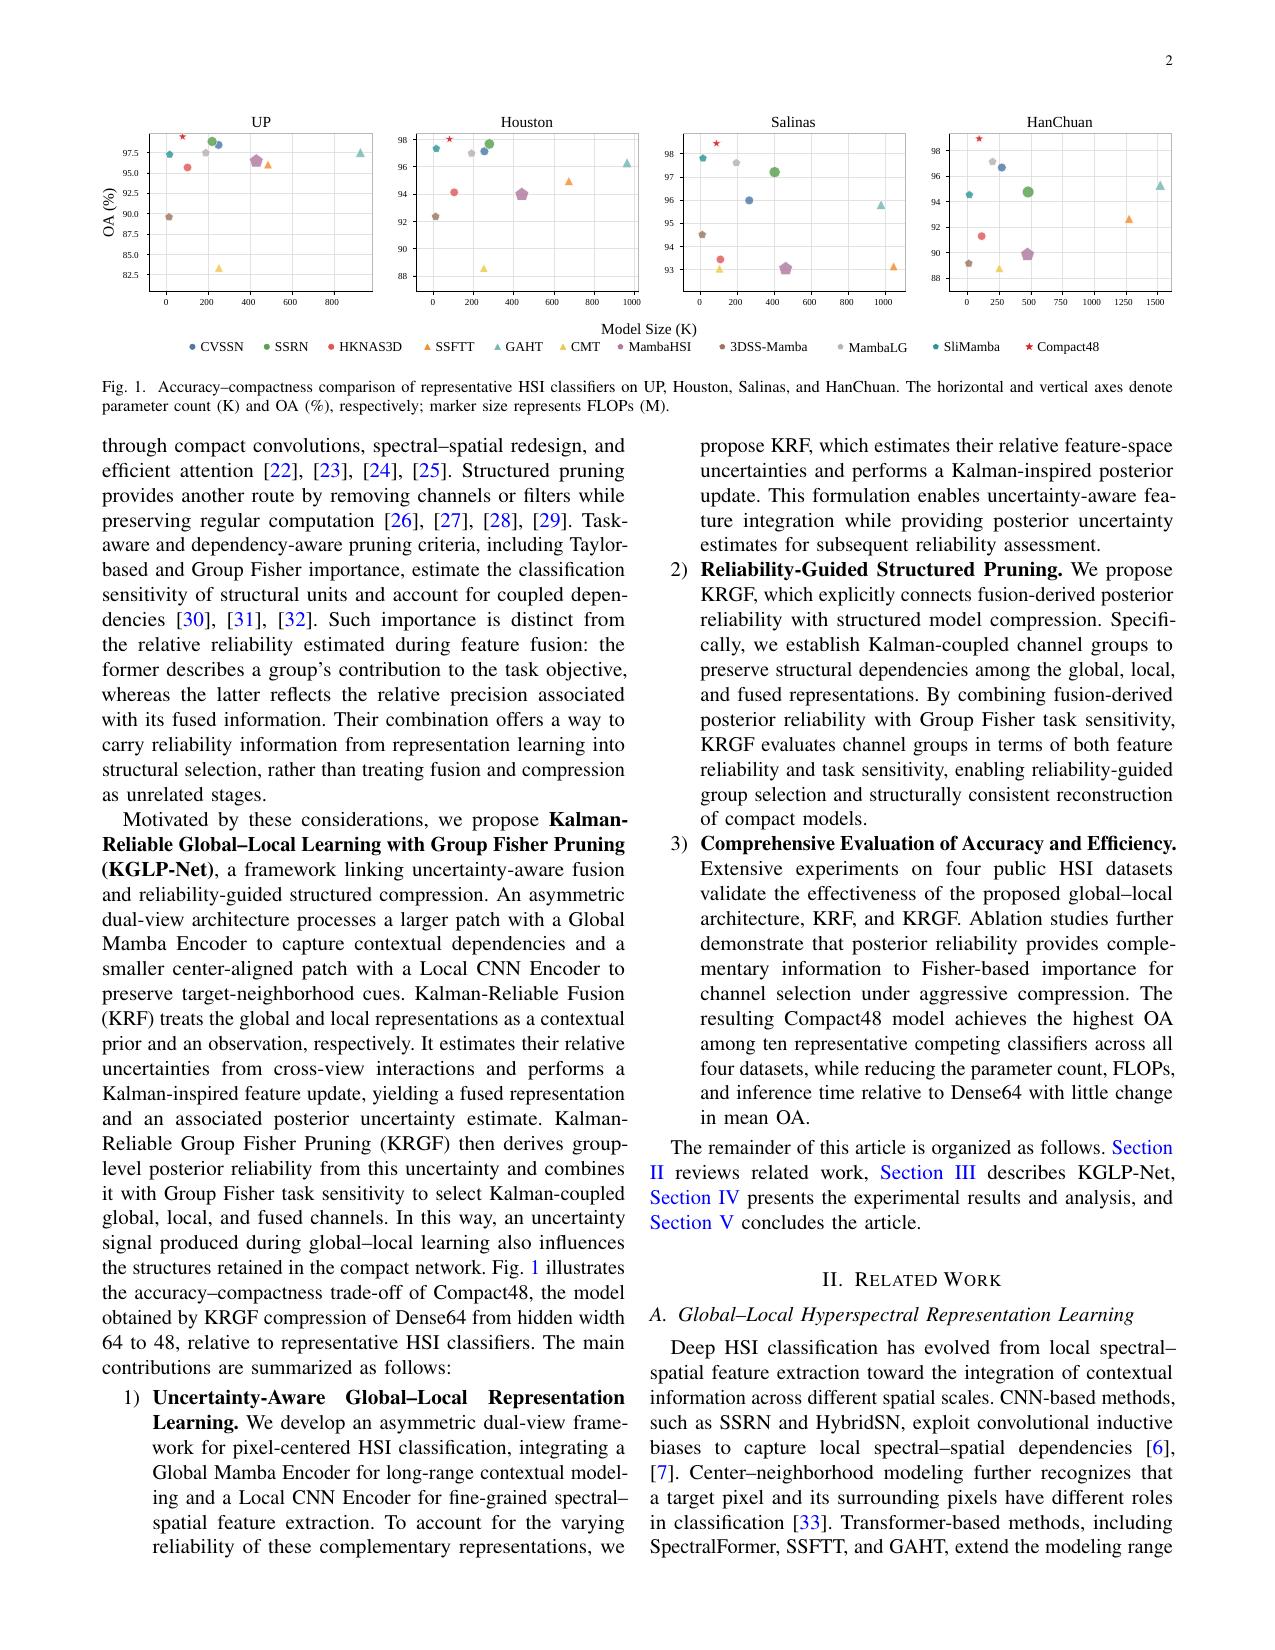 2
UP
Houston
Salinas
HanChuan
OA (%)
97.5
95.0
92.5
90.0
87.5
85.0
82.5
0 200 400 600 800
98
96
94
92
90
88
0 200 400 600 800 1000
98
97
96
95
94
93
0 200 400 600 800 1000
98
96
94
92
90
88
0 250 500 750 1000 1250 1500
Model Size (K)
CVSSN SSRN HKNAS3D SSFTT GAHT CMT MambaHSI 3DSS-Mamba MambaLG SliMamba Compact48
Fig. 1. Accuracy–compactness comparison of representative HSI classifiers on UP, Houston, Salinas, and HanChuan. The horizontal and vertical axes denote
parameter count (K) and OA (%), respectively; marker size represents FLOPs (M).
through compact convolutions, spectral–spatial redesign, and
efficient attention [22], [23], [24], [25]. Structured pruning
provides another route by removing channels or filters while
preserving regular computation [26], [27], [28], [29]. Task-
aware and dependency-aware pruning criteria, including Taylor-
based and Group Fisher importance, estimate the classification
sensitivity of structural units and account for coupled depen-
dencies [30], [31], [32]. Such importance is distinct from
the relative reliability estimated during feature fusion: the
former describes a group's contribution to the task objective,
whereas the latter reflects the relative precision associated
with its fused information. Their combination offers a way to
carry reliability information from representation learning into
structural selection, rather than treating fusion and compression
as unrelated stages.
Motivated by these considerations, we propose Kalman-
Reliable Global–Local Learning with Group Fisher Pruning
(KGLP-Net), a framework linking uncertainty-aware fusion
and reliability-guided structured compression. An asymmetric
dual-view architecture processes a larger patch with a Global
Mamba Encoder to capture contextual dependencies and a
smaller center-aligned patch with a Local CNN Encoder to
preserve target-neighborhood cues. Kalman-Reliable Fusion
(KRF) treats the global and local representations as a contextual
prior and an observation, respectively. It estimates their relative
uncertainties from cross-view interactions and performs a
Kalman-inspired feature update, yielding a fused representation
and an associated posterior uncertainty estimate. Kalman-
Reliable Group Fisher Pruning (KRGF) then derives group-
level posterior reliability from this uncertainty and combines
it with Group Fisher task sensitivity to select Kalman-coupled
global, local, and fused channels. In this way, an uncertainty
signal produced during global–local learning also influences
the structures retained in the compact network. Fig. 1 illustrates
the accuracy–compactness trade-off of Compact48, the model
obtained by KRGF compression of Dense64 from hidden width
64 to 48, relative to representative HSI classifiers. The main
contributions are summarized as follows:
1) Uncertainty-Aware Global–Local Representation
Learning. We develop an asymmetric dual-view frame-
work for pixel-centered HSI classification, integrating a
Global Mamba Encoder for long-range contextual model-
ing and a Local CNN Encoder for fine-grained spectral–
spatial feature extraction. To account for the varying
reliability of these complementary representations, we
propose KRF, which estimates their relative feature-space
uncertainties and performs a Kalman-inspired posterior
update. This formulation enables uncertainty-aware fea-
ture integration while providing posterior uncertainty
estimates for subsequent reliability assessment.
2) Reliability-Guided Structured Pruning. We propose
KRGF, which explicitly connects fusion-derived posterior
reliability with structured model compression. Specifi-
cally, we establish Kalman-coupled channel groups to
preserve structural dependencies among the global, local,
and fused representations. By combining fusion-derived
posterior reliability with Group Fisher task sensitivity,
KRGF evaluates channel groups in terms of both feature
reliability and task sensitivity, enabling reliability-guided
group selection and structurally consistent reconstruction
of compact models.
3) Comprehensive Evaluation of Accuracy and Efficiency.
Extensive experiments on four public HSI datasets
validate the effectiveness of the proposed global–local
architecture, KRF, and KRGF. Ablation studies further
demonstrate that posterior reliability provides comple-
mentary information to Fisher-based importance for
channel selection under aggressive compression. The
resulting Compact48 model achieves the highest OA
among ten representative competing classifiers across all
four datasets, while reducing the parameter count, FLOPs,
and inference time relative to Dense64 with little change
in mean OA.
The remainder of this article is organized as follows. Section
II reviews related work, Section III describes KGLP-Net,
Section IV presents the experimental results and analysis, and
Section V concludes the article.
II. RELATED WORK
A. Global–Local Hyperspectral Representation Learning
Deep HSI classification has evolved from local spectral–
spatial feature extraction toward the integration of contextual
information across different spatial scales. CNN-based methods,
such as SSRN and HybridSN, exploit convolutional inductive
biases to capture local spectral–spatial dependencies [6],
[7]. Center–neighborhood modeling further recognizes that
a target pixel and its surrounding pixels have different roles
in classification [33]. Transformer-based methods, including
SpectralFormer, SSFTT, and GAHT, extend the modeling range